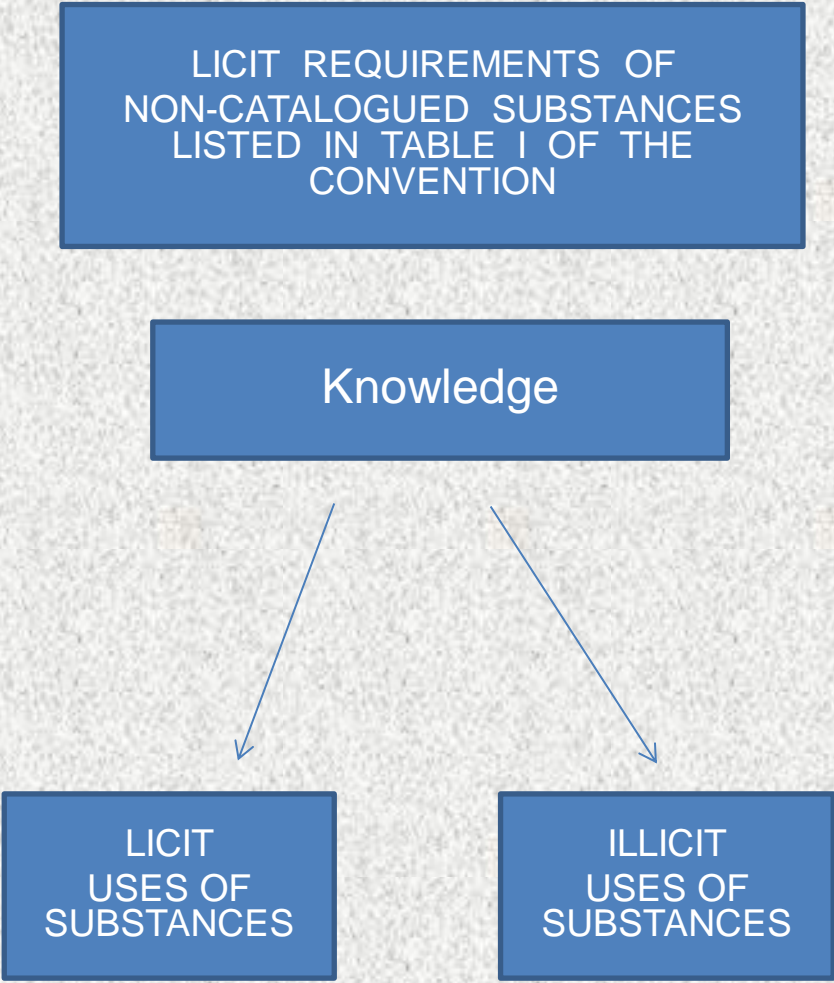 LICIT REQUIREMENTS OF
NON-CATALOGUED SUBSTANCES
LISTED IN TABLE I OF THE
CONVENTION
Knowledge
LICIT
USES OF
SUBSTANCES
ILLICIT
USES OF
SUBSTANCES